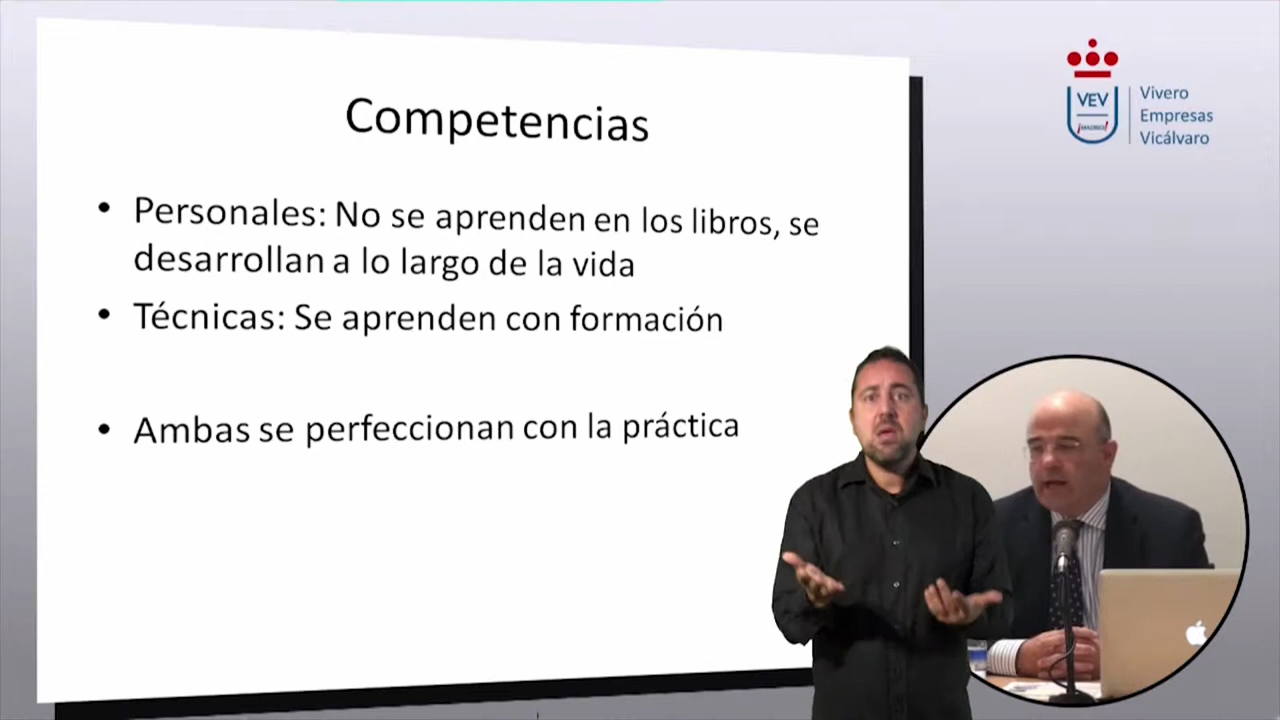 Competencias
• Personales: No se aprenden en los libros, se
desarrollan a lo largo de la vida
• Técnicas: Se aprenden con formación
• Ambas se perfeccionan con la práctica
VEV
¡MADRID!
Vivero
Empresas
Vicálvaro